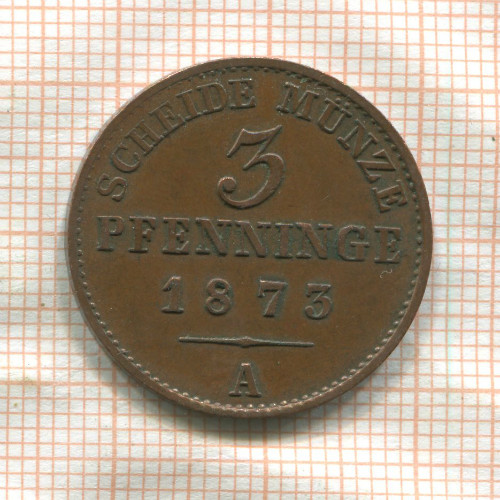 SCHEIDE MÜNZE
3
PFENNINGE
1873
A